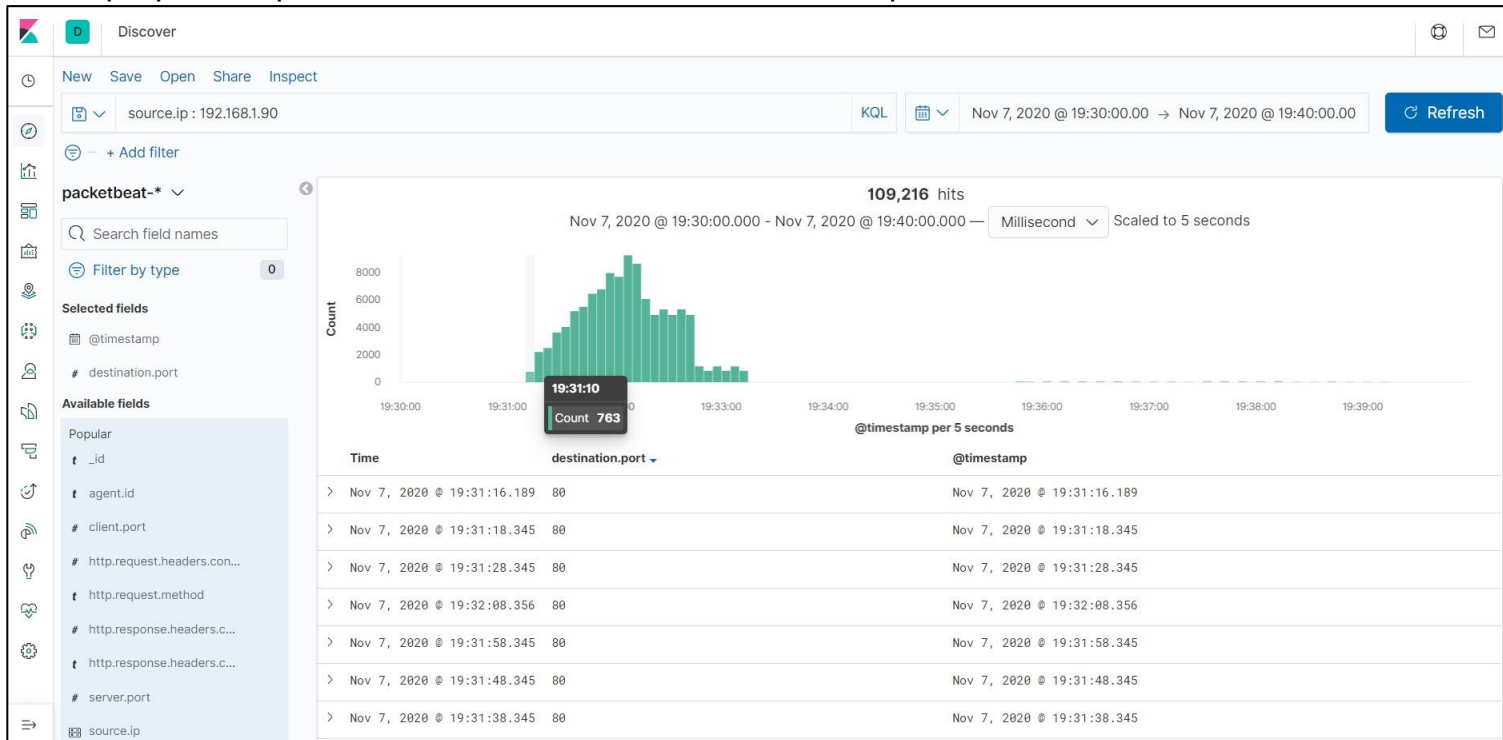 D Discover
New Save Open Share Inspect
source.ip : 192.168.1.90 KQL Nov 7, 2020 @ 19:30:00.00 → Nov 7, 2020 @ 19:40:00.00 Refresh
+ Add filter
packetbeat-*
Search field names
Filter by type 0
Selected fields
@timestamp
# destination.port
Available fields
Popular
t _id
t agent.id
# client.port
# http.request.headers.con...
t http.request.method
# http.response.headers.c...
t http.response.headers.c...
# server.port
source.ip
109,216 hits
Nov 7, 2020 @ 19:30:00.000 - Nov 7, 2020 @ 19:40:00.000 — Millisecond Scaled to 5 seconds
Count
8000
6000
4000
2000
0
19:31:10
Count 763
19:30:00 19:31:00 19:33:00 19:34:00 19:35:00 19:36:00 19:37:00 19:38:00 19:39:00
@timestamp per 5 seconds
Time destination.port @timestamp
> Nov 7, 2020 @ 19:31:16.189 80 Nov 7, 2020 @ 19:31:16.189
> Nov 7, 2020 @ 19:31:18.345 80 Nov 7, 2020 @ 19:31:18.345
> Nov 7, 2020 @ 19:31:28.345 80 Nov 7, 2020 @ 19:31:28.345
> Nov 7, 2020 @ 19:32:08.356 80 Nov 7, 2020 @ 19:32:08.356
> Nov 7, 2020 @ 19:31:58.345 80 Nov 7, 2020 @ 19:31:58.345
> Nov 7, 2020 @ 19:31:48.345 80 Nov 7, 2020 @ 19:31:48.345
> Nov 7, 2020 @ 19:31:38.345 80 Nov 7, 2020 @ 19:31:38.345